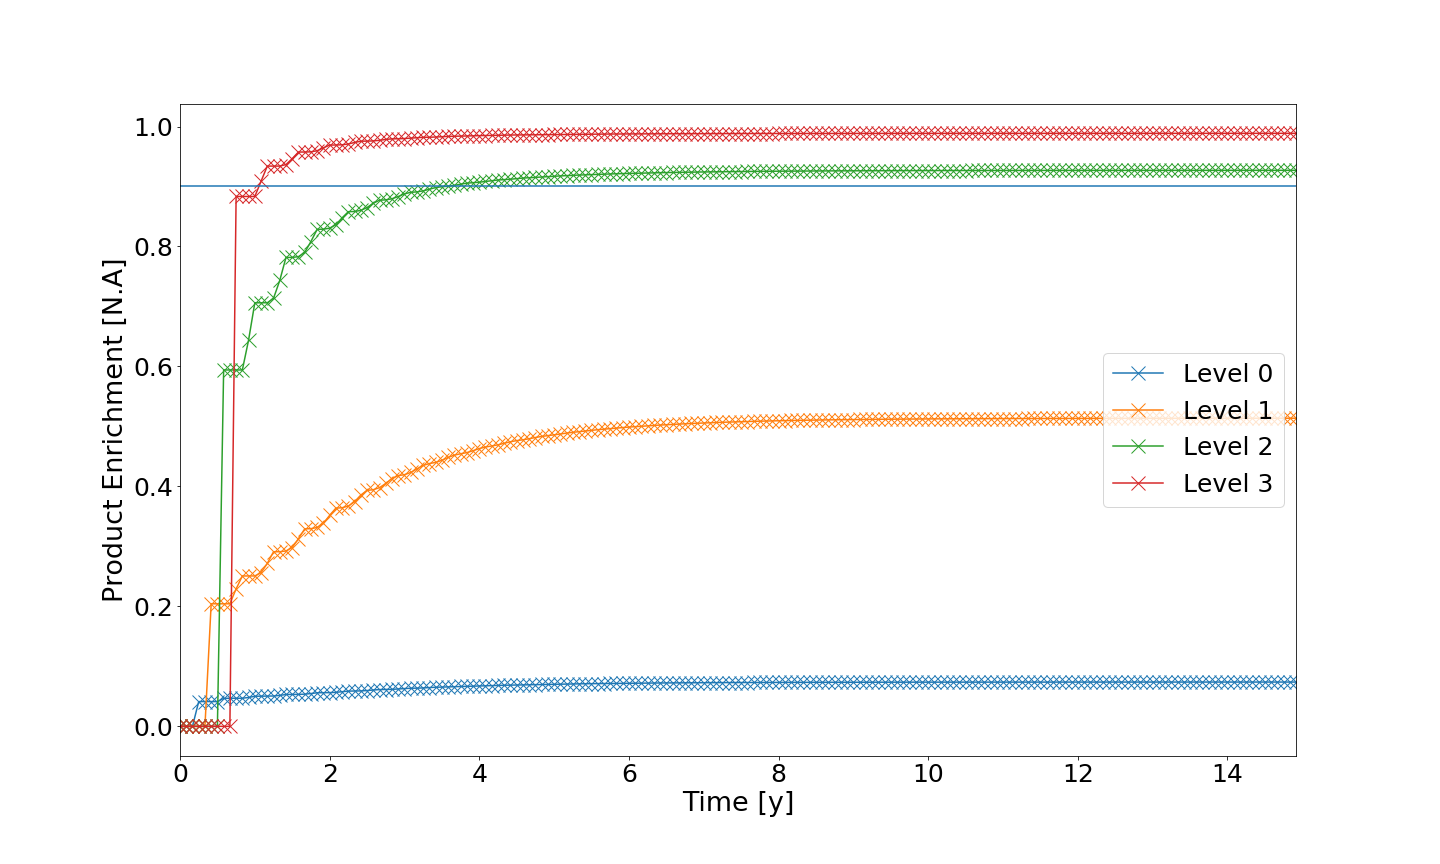 Product Enrichment [N.A]
1.0
0.8
0.6
0.4
0.2
0.0
Level 0
Level 1
Level 2
Level 3
0 2 4 6 8 10 12 14
Time [y]